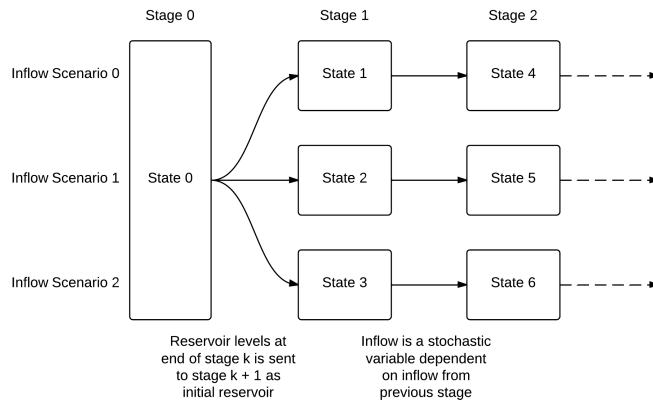 Stage 0
Stage 1
Stage 2
Inflow Scenario 0
State 1
State 4
Inflow Scenario 1
State 0
State 2
State 5
Inflow Scenario 2
State 3
State 6
Reservoir levels at
end of stage k is sent
to stage k + 1 as
initial reservoir
Inflow is a stochastic
variable dependent
on inflow from
previous stage